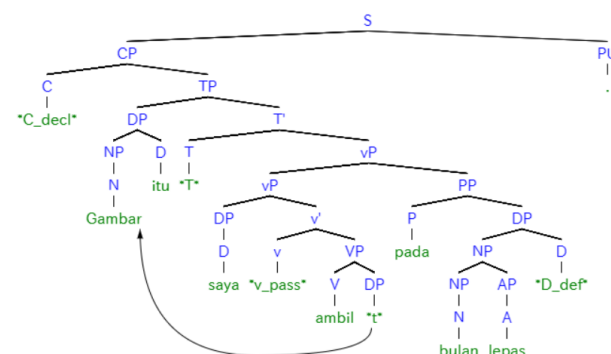 S
CP PU
C TP .
*C_decl* DP T'
NP D T vP
N itu *T* vP PP
Gambar DP v' P DP
D v VP pada NP D
saya *v_pass* V DP NP AP *D_def*
ambil *t* N A
bulan lepas